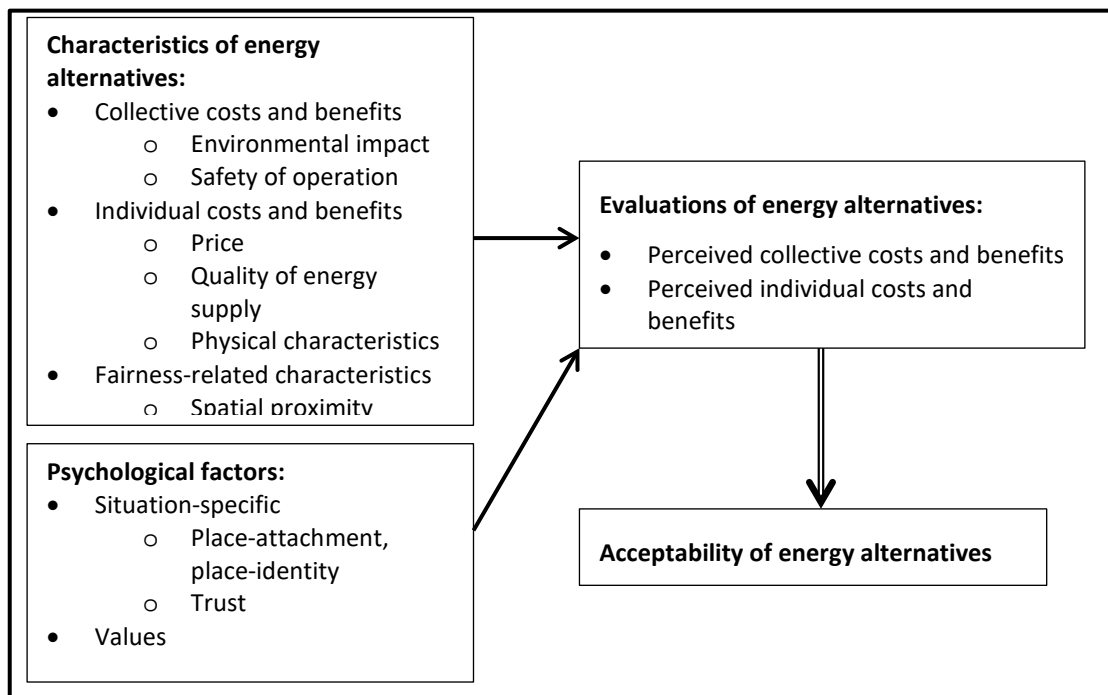 Characteristics of energy
alternatives:
• Collective costs and benefits
o Environmental impact
o Safety of operation
• Individual costs and benefits
o Price
o Quality of energy
supply
o Physical characteristics
• Fairness-related characteristics
o Spatial proximity
Psychological factors:
• Situation-specific
o Place-attachment,
place-identity
o Trust
• Values
Evaluations of energy alternatives:
• Perceived collective costs and benefits
• Perceived individual costs and
benefits
Acceptability of energy alternatives